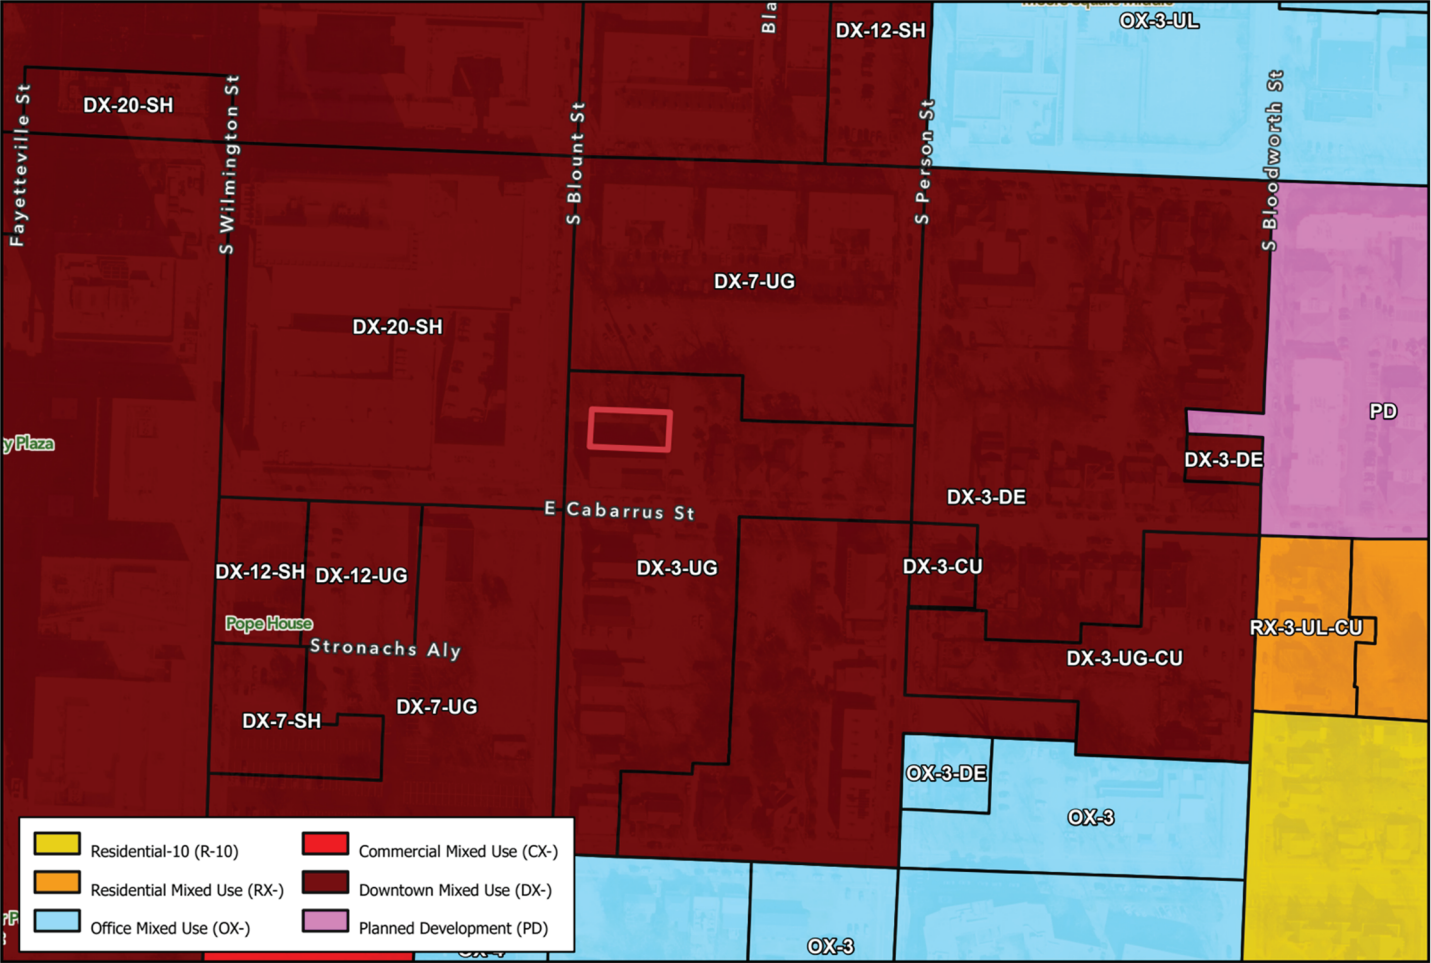 Moore Square Middle
OX-3-UL
DX-12-SH
DX-20-SH
Fayetteville St
S Wilmington St
S Blount St
S Person St
S Bloodworth St
DX-7-UG
DX-20-SH
PD
y Plaza
DX-3-DE
DX-3-DE
E Cabarrus St
DX-12-SH
DX-12-UG
DX-3-UG
DX-3-CU
Pope House
Stronachs Aly
RX-3-UL-CU
DX-3-UG-CU
DX-7-SH
DX-7-UG
OX-3-DE
OX-3
OX-3
Residential-10 (R-10)
Residential Mixed Use (RX-)
Office Mixed Use (OX-)
Commercial Mixed Use (CX-)
Downtown Mixed Use (DX-)
Planned Development (PD)